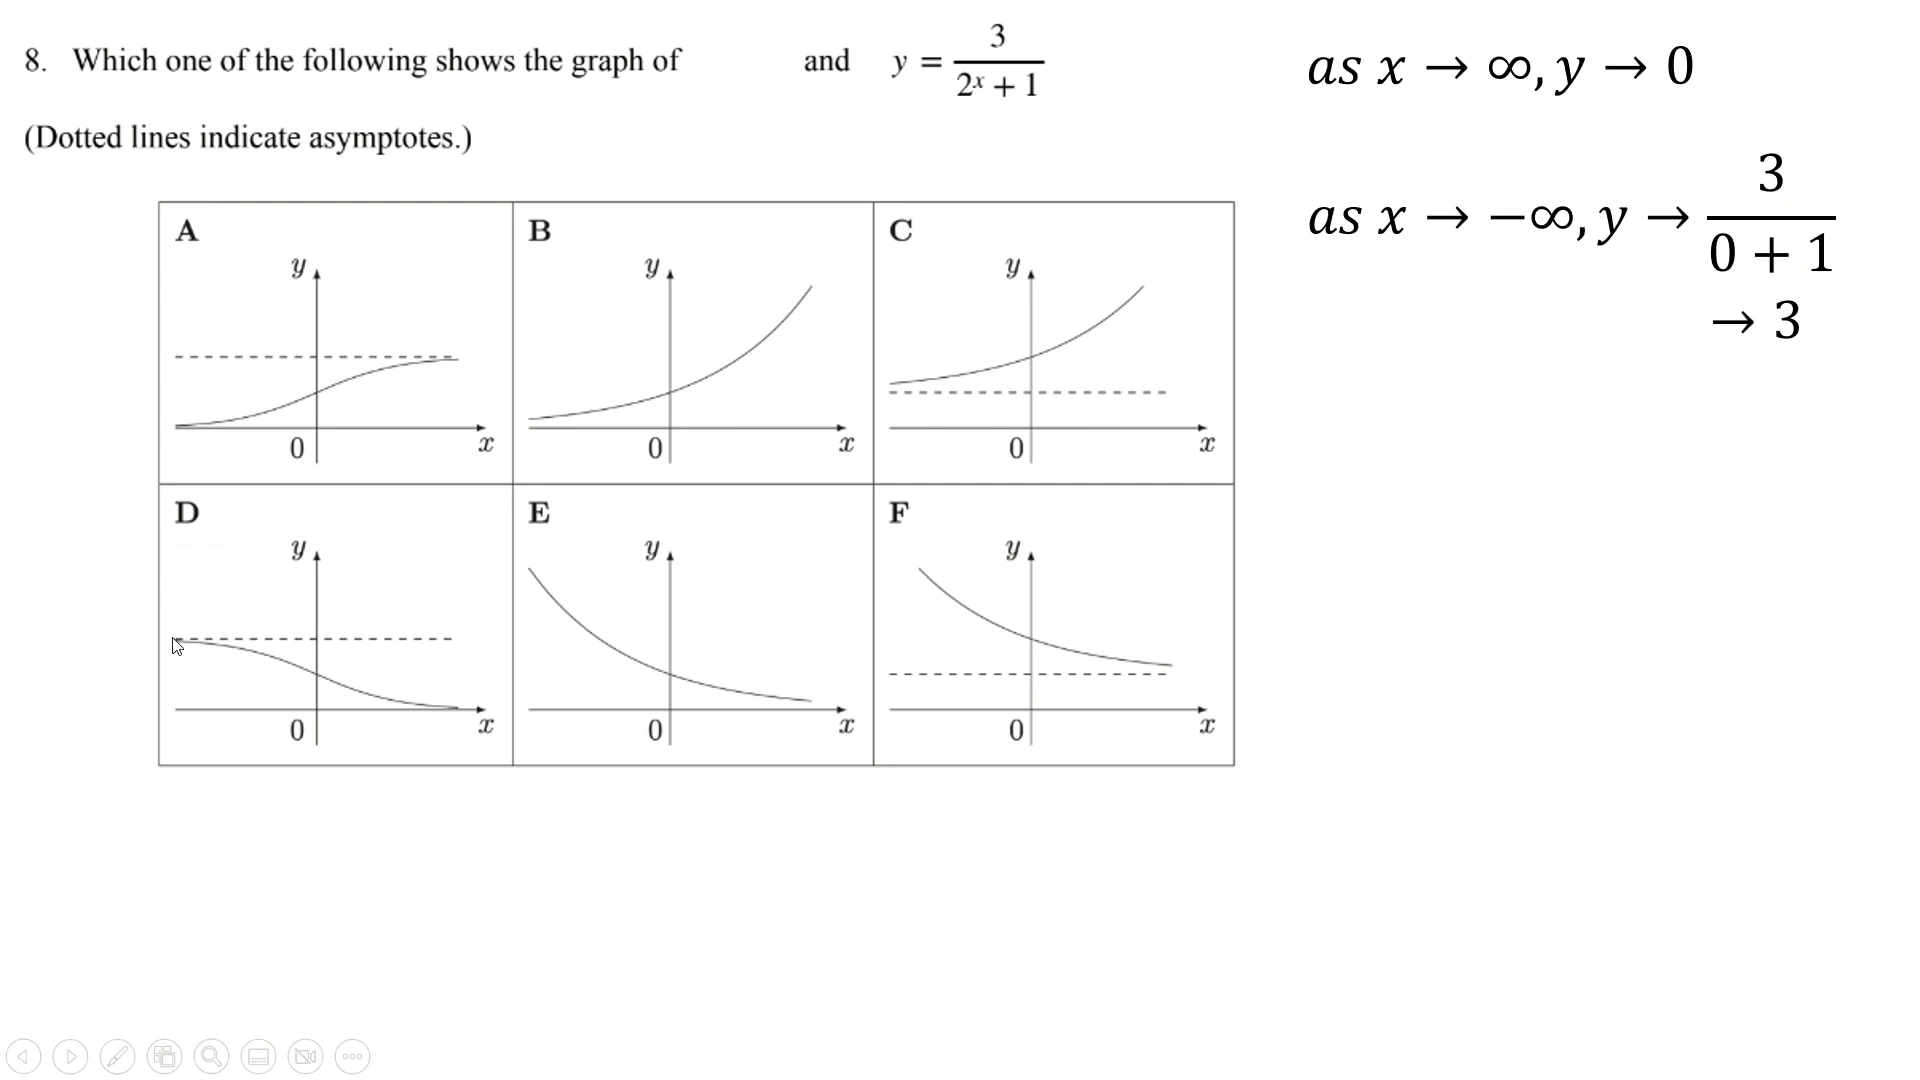 8. Which one of the following shows the graph of and y = 3 / (2^x + 1)
(Dotted lines indicate asymptotes.)
as x → ∞, y → 0
as x → −∞, y → 3 / (0 + 1)
→ 3
A
y
0
x
B
y
0
x
C
y
0
x
D
y
0
x
E
y
0
x
F
y
0
x